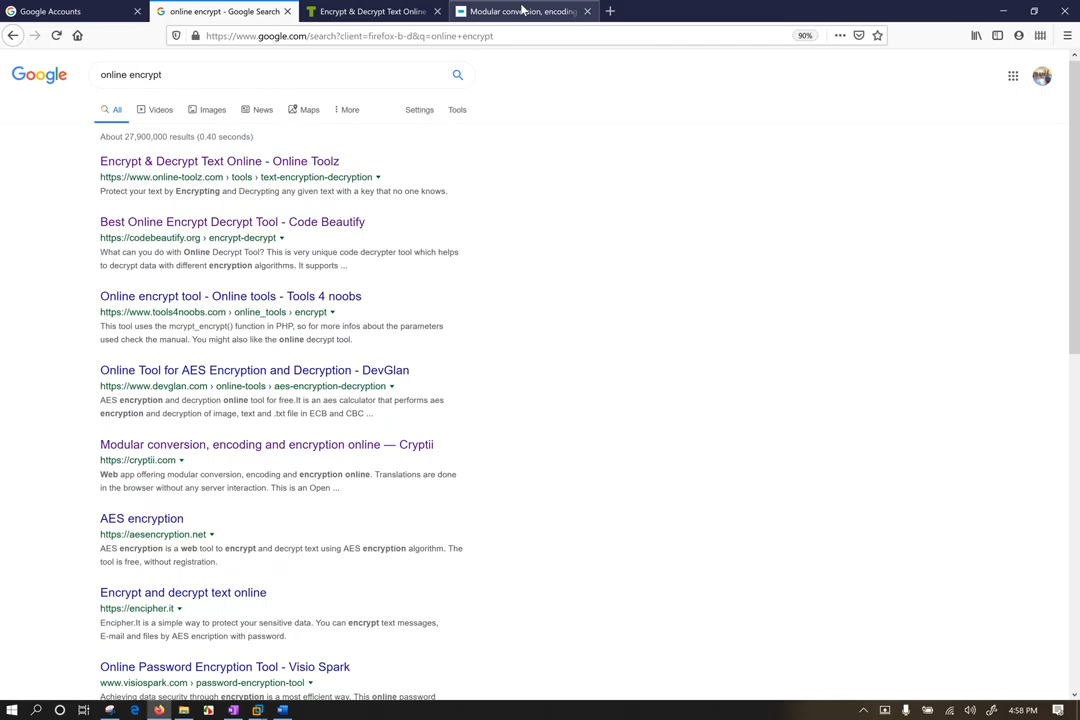 Google Accounts
online encrypt - Google Search
Encrypt & Decrypt Text Online
Modular conversion, encoding
https://www.google.com/search?client=firefox-b-d&q=online+encrypt
90%
Google
online encrypt
All
Videos
Images
News
Maps
More
Settings
Tools
About 27,900,000 results (0.40 seconds)
Encrypt & Decrypt Text Online - Online Toolz
https://www.online-toolz.com › tools › text-encryption-decryption
Protect your text by Encrypting and Decrypting any given text with a key that no one knows.
Best Online Encrypt Decrypt Tool - Code Beautify
https://codebeautify.org › encrypt-decrypt
What can you do with Online Decrypt Tool? This is very unique code decrypter tool which helps
to decrypt data with different encryption algorithms. It supports ...
Online encrypt tool - Online tools - Tools 4 noobs
https://www.tools4noobs.com › online_tools › encrypt
This tool uses the mcrypt_encrypt() function in PHP, so for more infos about the parameters
used check the manual. You might also like the online decrypt tool.
Online Tool for AES Encryption and Decryption - DevGlan
https://www.devglan.com › online-tools › aes-encryption-decryption
AES encryption and decryption online tool for free.It is an aes calculator that performs aes
encryption and decryption of image, text and .txt file in ECB and CBC ...
Modular conversion, encoding and encryption online — Cryptii
https://cryptii.com
Web app offering modular conversion, encoding and encryption online. Translations are done
in the browser without any server interaction. This is an Open ...
AES encryption
https://aesencryption.net
AES encryption is a web tool to encrypt and decrypt text using AES encryption algorithm. The
tool is free, without registration.
Encrypt and decrypt text online
https://encipher.it
Encipher.It is a simple way to protect your sensitive data. You can encrypt text messages,
E-mail and files by AES encription with password.
Online Password Encryption Tool - Visio Spark
www.visiospark.com › password-encryption-tool
Achieving data security through encryption is a most efficient way. This online password
4:58 PM